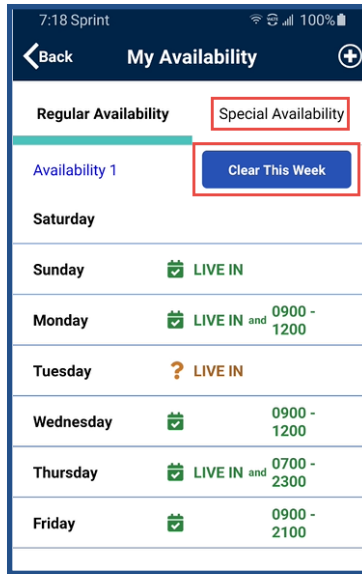 7:18 Sprint 100%
Back My Availability
Regular Availability Special Availability
Availability 1 Clear This Week
Saturday
Sunday LIVE IN
Monday LIVE IN and 0900 -
1200
Tuesday ? LIVE IN
Wednesday 0900 -
1200
Thursday LIVE IN and 0700 -
2300
Friday 0900 -
2100